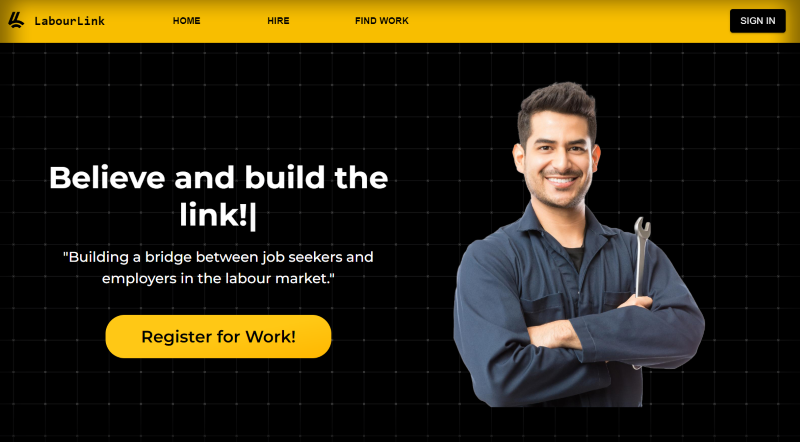 LabourLink HOME HIRE FIND WORK SIGN IN
Believe and build the
link!|
"Building a bridge between job seekers and
employers in the labour market."
Register for Work!